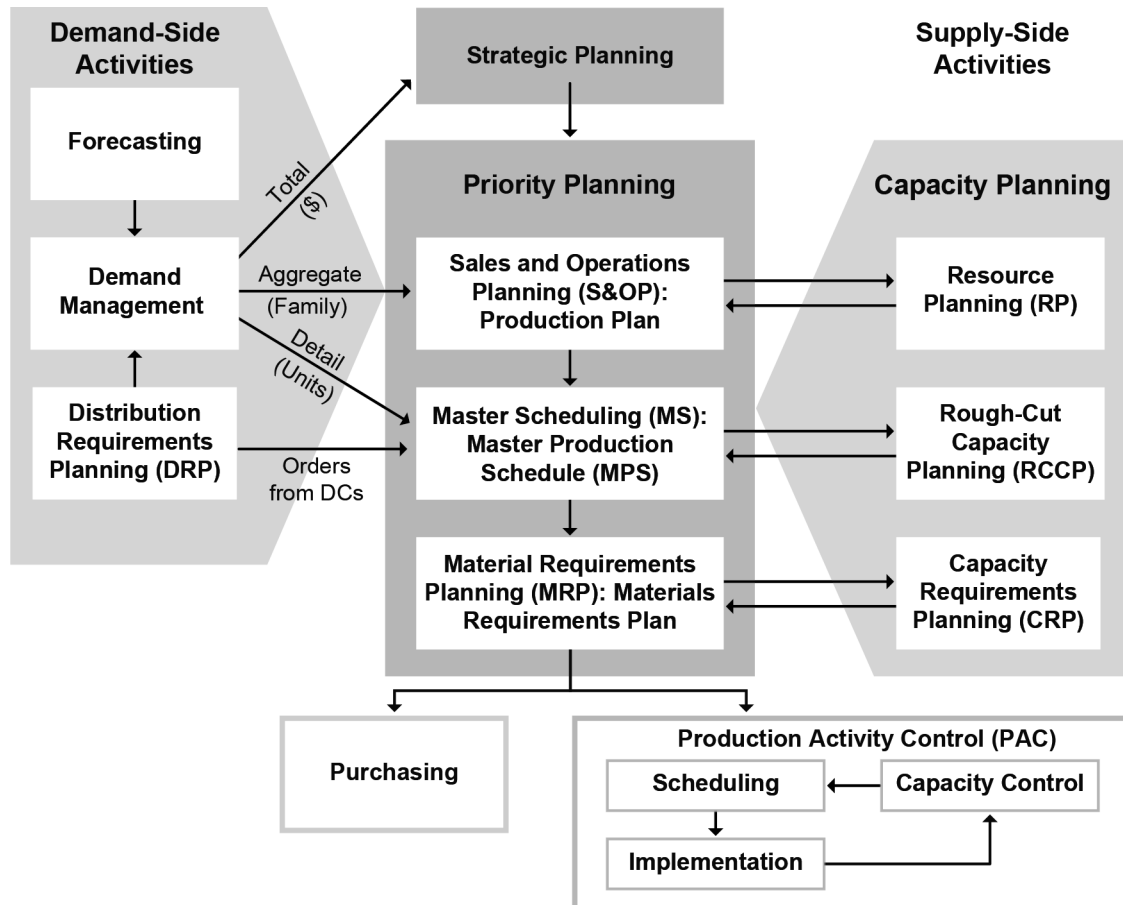 Demand-Side
Activities
Forecasting
Demand
Management
Distribution
Requirements
Planning (DRP)
Total
($)
Aggregate
(Family)
Detail
(Units)
Orders
from DCs
Strategic Planning
Priority Planning
Sales and Operations
Planning (S&OP):
Production Plan
Master Scheduling (MS):
Master Production
Schedule (MPS)
Material Requirements
Planning (MRP): Materials
Requirements Plan
Supply-Side
Activities
Capacity Planning
Resource
Planning (RP)
Rough-Cut
Capacity
Planning (RCCP)
Capacity
Requirements
Planning (CRP)
Purchasing
Production Activity Control (PAC)
Scheduling
Capacity Control
Implementation